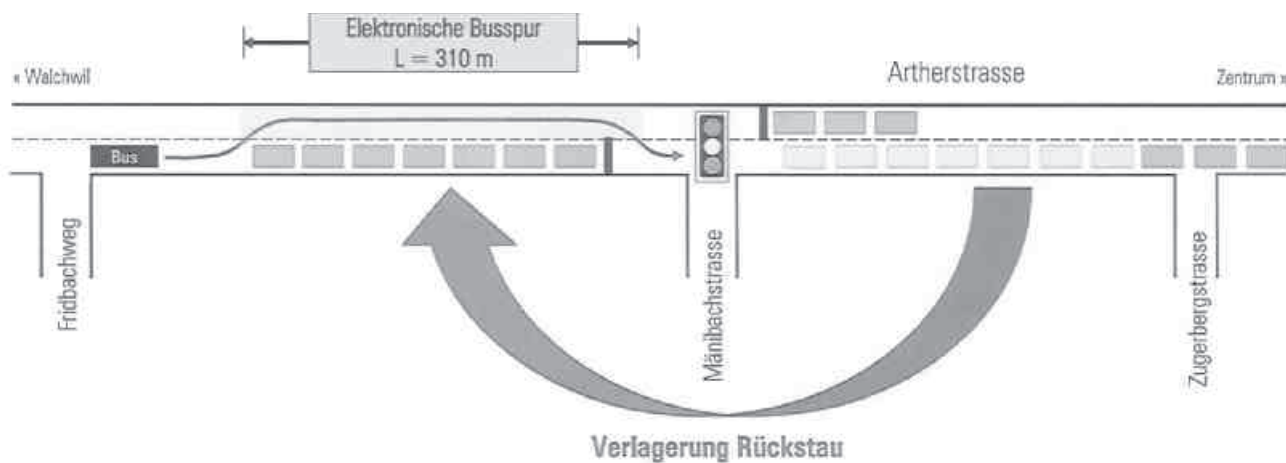 Elektronische Busspur
L = 310 m
« Walchwil
Artherstrasse
Zentrum »
Bus
Fridbachweg
Mänibachstrasse
Zugerbergstrasse
Verlagerung Rückstau